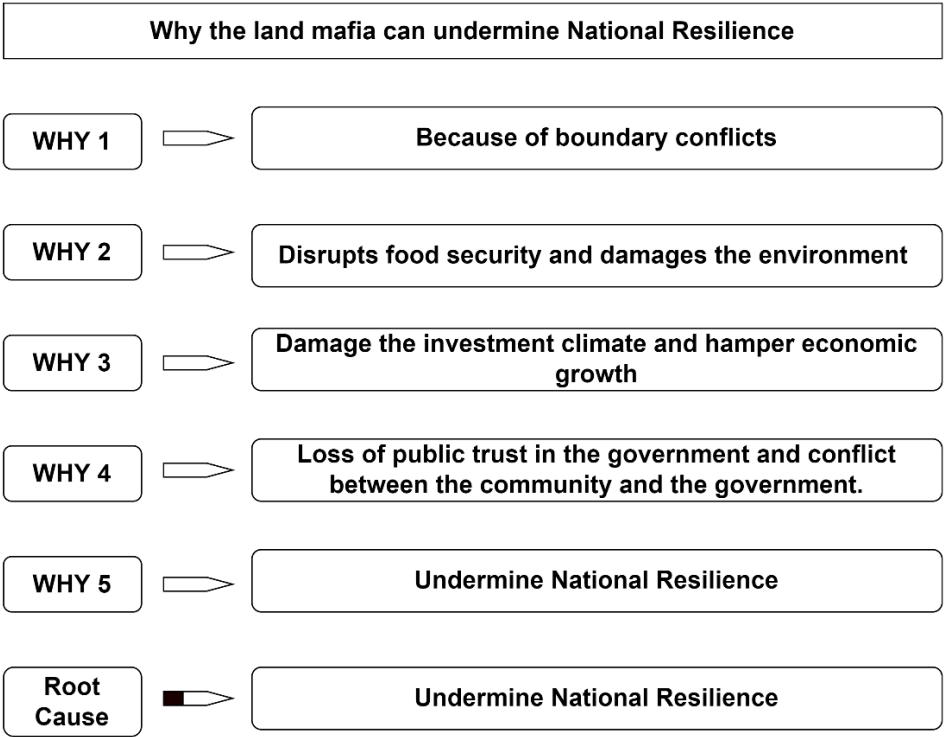 Why the land mafia can undermine National Resilience
WHY 1
Because of boundary conflicts
WHY 2
Disrupts food security and damages the environment
WHY 3
Damage the investment climate and hamper economic
growth
WHY 4
Loss of public trust in the government and conflict
between the community and the government.
WHY 5
Undermine National Resilience
Root
Cause
Undermine National Resilience